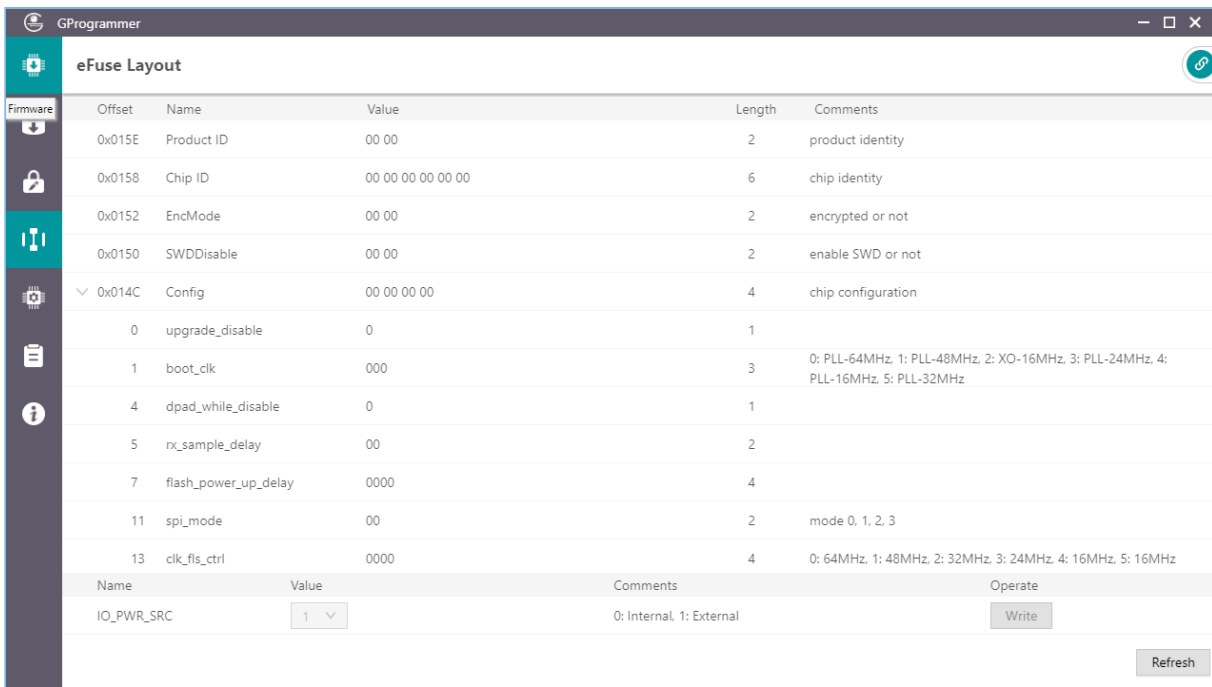 GProgrammer
eFuse Layout
Firmware
Offset Name Value Length Comments
0x015E Product ID 00 00 2 product identity
0x0158 Chip ID 00 00 00 00 00 00 6 chip identity
0x0152 EncMode 00 00 2 encrypted or not
0x0150 SWDDisable 00 00 2 enable SWD or not
0x014C Config 00 00 00 00 4 chip configuration
0 upgrade_disable 0 1
1 boot_clk 000 3 0: PLL-64MHz, 1: PLL-48MHz, 2: XO-16MHz, 3: PLL-24MHz, 4:
PLL-16MHz, 5: PLL-32MHz
4 dpad_while_disable 0 1
5 rx_sample_delay 00 2
7 flash_power_up_delay 0000 4
11 spi_mode 00 2 mode 0, 1, 2, 3
13 clk_fls_ctrl 0000 4 0: 64MHz, 1: 48MHz, 2: 32MHz, 3: 24MHz, 4: 16MHz, 5: 16MHz
Name Value Comments Operate
IO_PWR_SRC 1 0: Internal, 1: External Write
Refresh